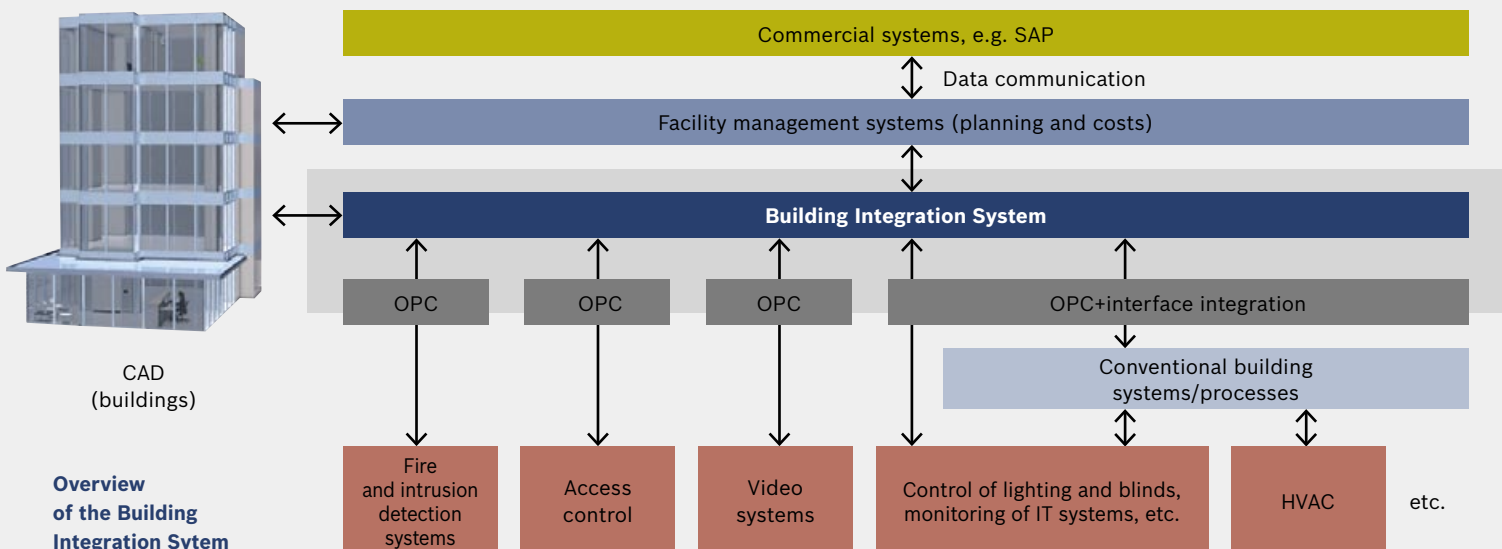 Commercial systems, e.g. SAP
Data communication
Facility management systems (planning and costs)
Building Integration System
OPC
OPC
OPC
OPC+interface integration
CAD
(buildings)
Conventional building
systems/processes
Overview
of the Building
Integration Sytem
Fire
and intrusion
detection
systems
Access
control
Video
systems
Control of lighting and blinds,
monitoring of IT systems, etc.
HVAC
etc.